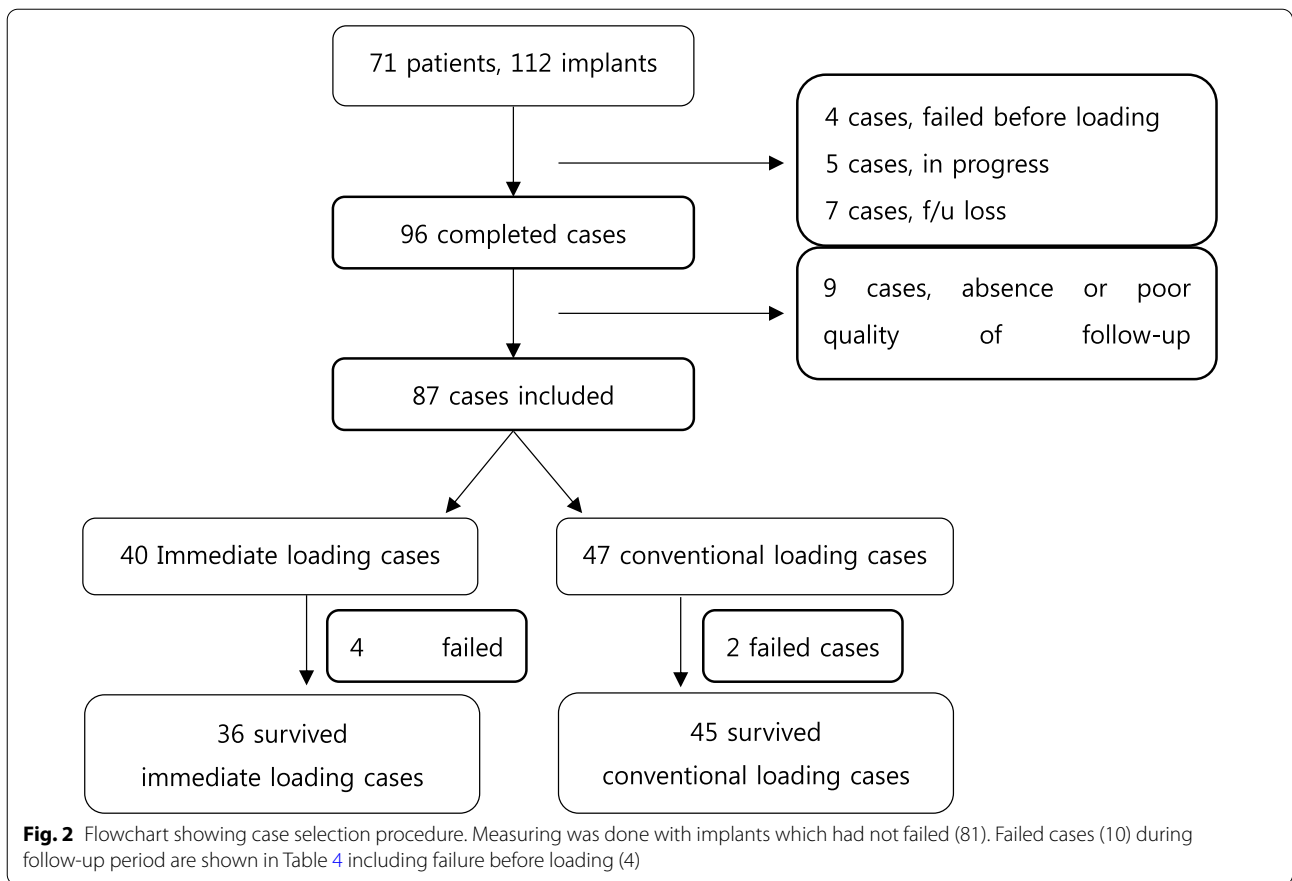 71 patients, 112 implants
4 cases, failed before loading
5 cases, in progress
7 cases, f/u loss
96 completed cases
9 cases, absence or poor
quality of follow-up
87 cases included
40 Immediate loading cases
47 conventional loading cases
4 failed
2 failed cases
36 survived
immediate loading cases
45 survived
conventional loading cases
Fig. 2 Flowchart showing case selection procedure. Measuring was done with implants which had not failed (81). Failed cases (10) during
follow-up period are shown in Table 4 including failure before loading (4)